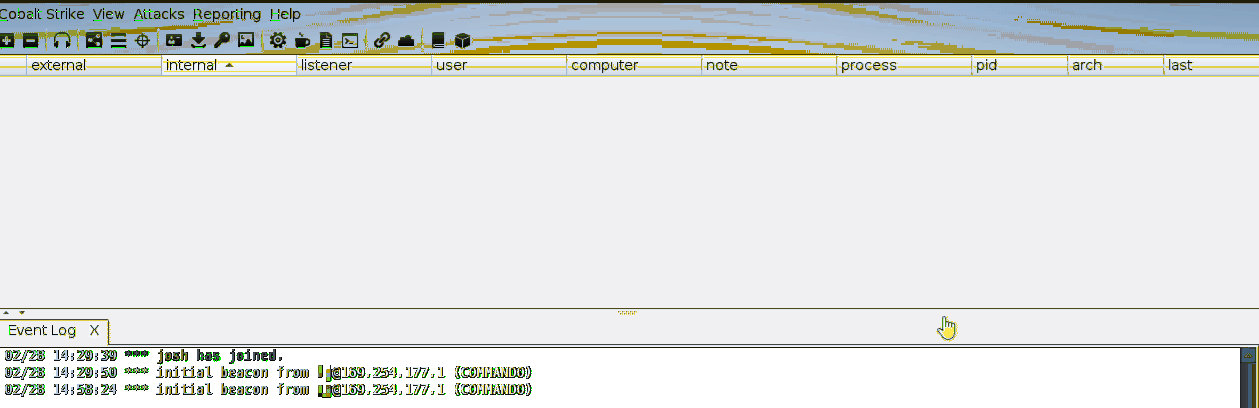 Cobalt Strike View Attacks Reporting Help
external internal listener user computer note process pid arch last
Event Log X
02/28 14:29:39 *** josh has joined.
02/28 14:29:50 *** initial beacon from @169.254.177.1 (COMMANDO)
02/28 14:58:24 *** initial beacon from @169.254.177.1 (COMMANDO)